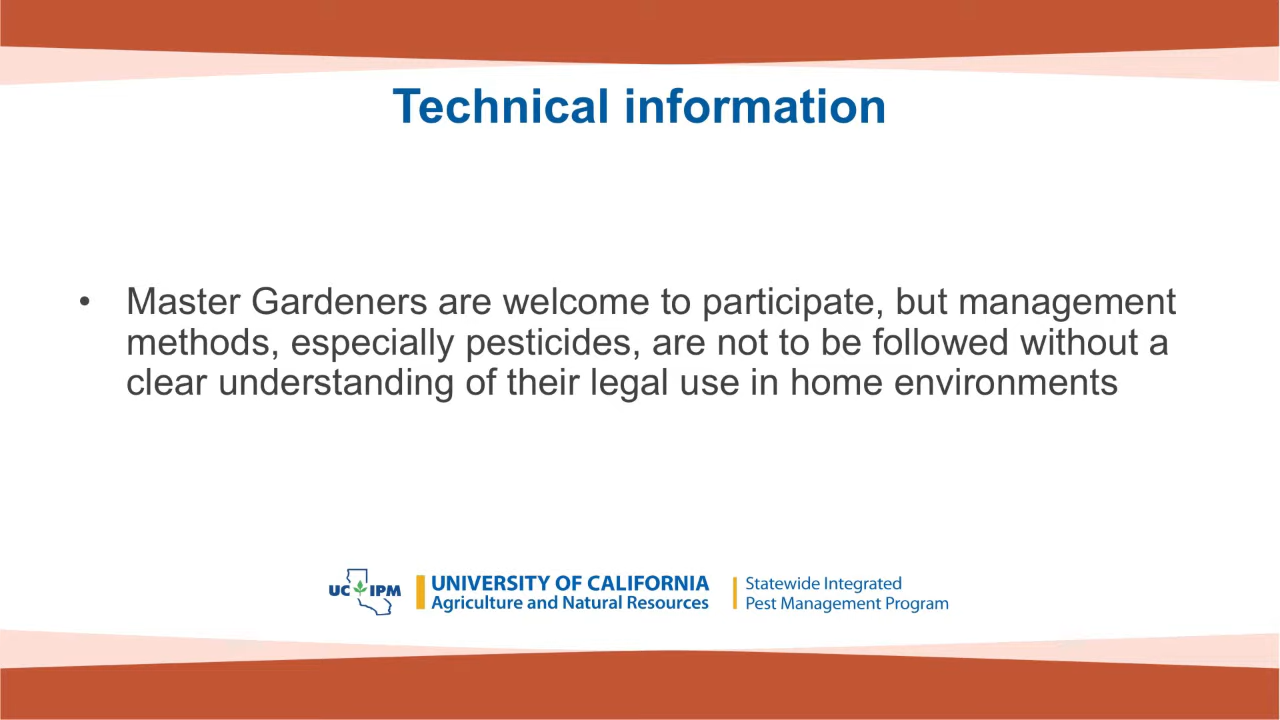 Technical information
• Master Gardeners are welcome to participate, but management
methods, especially pesticides, are not to be followed without a
clear understanding of their legal use in home environments
UC IPM
UNIVERSITY OF CALIFORNIA
Agriculture and Natural Resources
Statewide Integrated
Pest Management Program